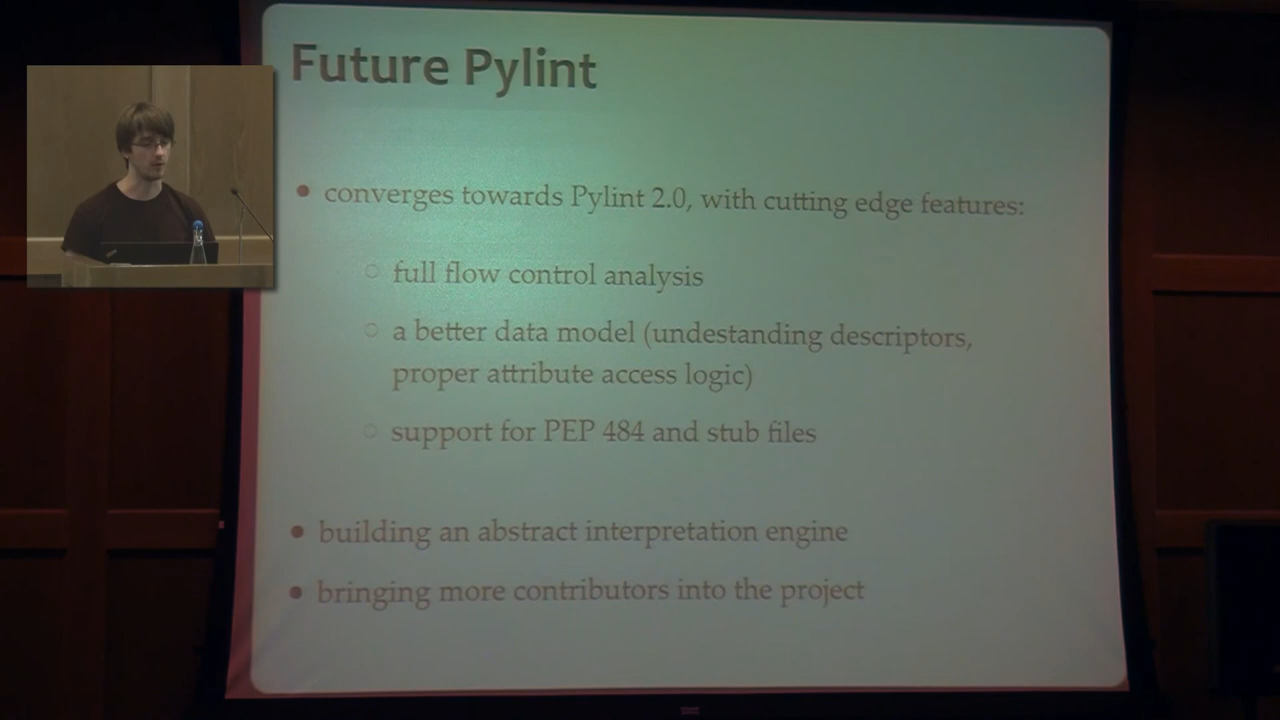 Future Pylint
converges towards Pylint 2.0, with cutting edge features:
full flow control analysis
a better data model (undestanding descriptors,
proper attribute access logic)
support for PEP 484 and stub files
building an abstract interpretation engine
bringing more contributors into the project